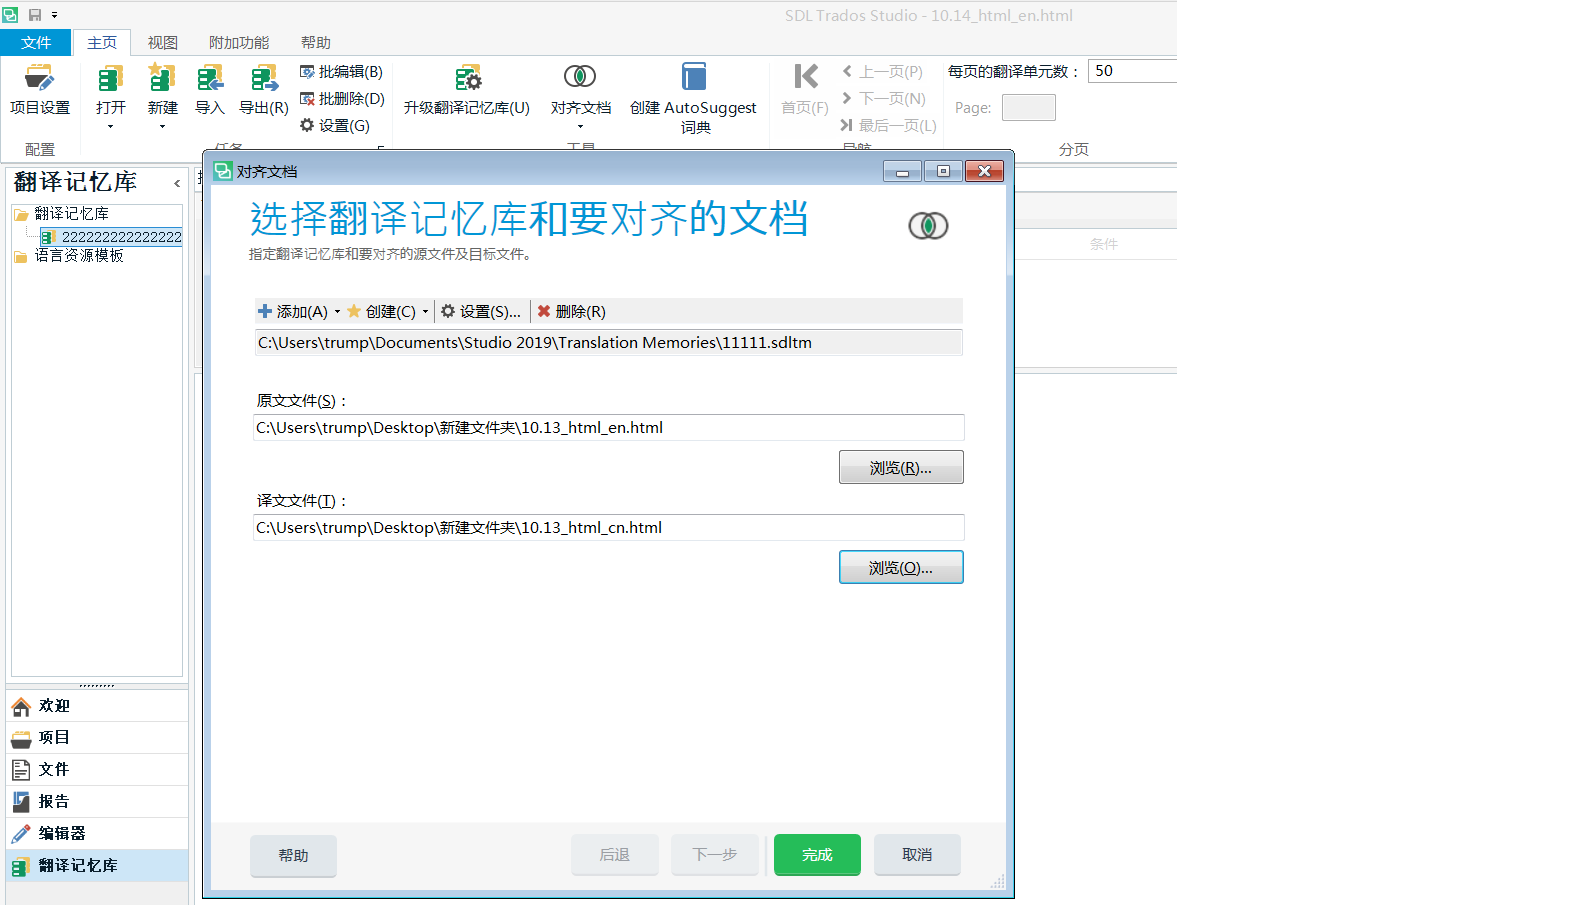 SDL Trados Studio - 10.14_html_en.html
文件 主页 视图 附加功能 帮助
项目设置
配置
打开
新建
导入
导出(R)
批编辑(B)
批删除(D)
设置(G)
任务
升级翻译记忆库(U)
对齐文档
创建 AutoSuggest
词典
工具
首页(F)
上一页(P)
下一页(N)
最后一页(L)
导航
每页的翻译单元数： 50
Page:
分页
翻译记忆库
翻译记忆库
222222222222222
语言资源模板
条件
对齐文档
选择翻译记忆库和要对齐的文档
指定翻译记忆库和要对齐的源文件及目标文件。
添加(A) 创建(C) 设置(S)... 删除(R)
C:\Users\trump\Documents\Studio 2019\Translation Memories\11111.sdltm
原文文件(S)：
C:\Users\trump\Desktop\新建文件夹\10.13_html_en.html
浏览(R)...
译文文件(T)：
C:\Users\trump\Desktop\新建文件夹\10.13_html_cn.html
浏览(O)...
帮助 后退 下一步 完成 取消
欢迎
项目
文件
报告
编辑器
翻译记忆库